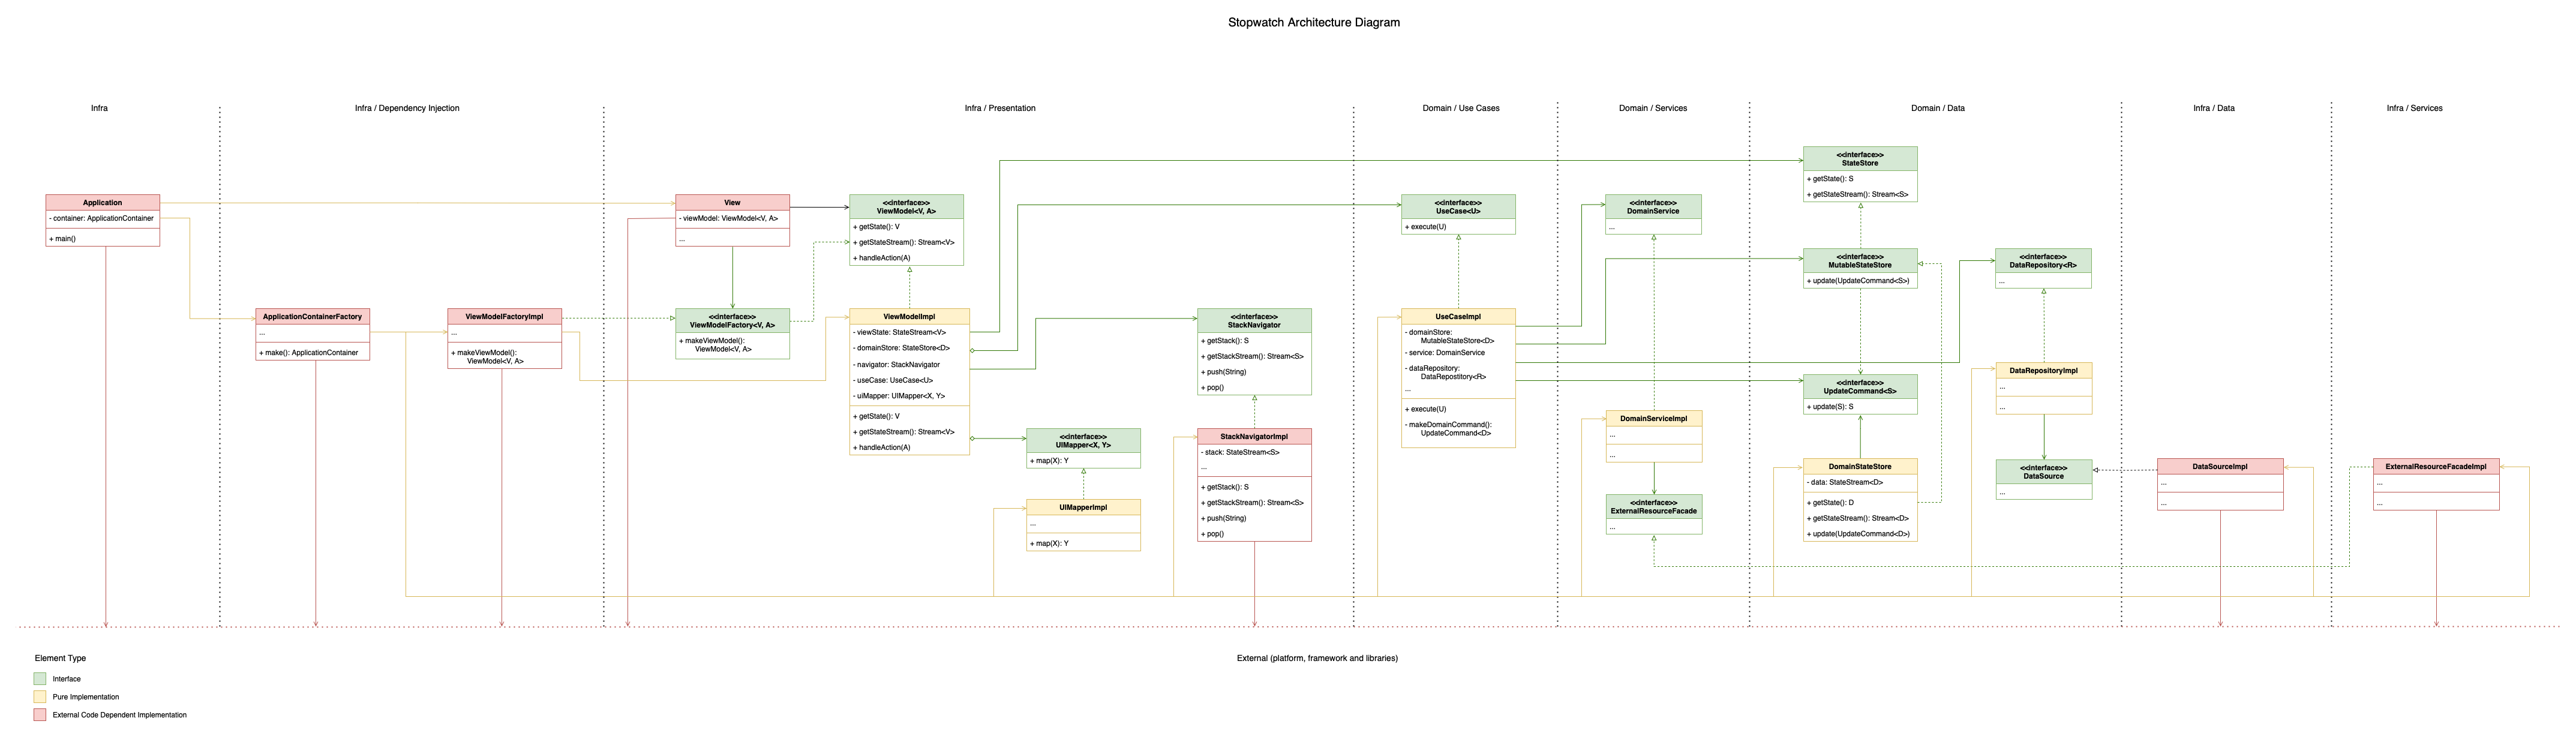 Stopwatch Architecture Diagram
Infra
Infra / Dependency Injection
Infra / Presentation
Domain / Use Cases
Domain / Services
Domain / Data
Infra / Data
Infra / Services
Application
- container: ApplicationContainer
+ main()
ApplicationContainerFactory
...
+ make(): ApplicationContainer
ViewModelFactoryImpl
...
+ makeViewModel():
ViewModel<V, A>
View
- viewModel: ViewModel<V, A>
...
<<interface>>
ViewModelFactory<V, A>
+ makeViewModel():
ViewModel<V, A>
<<interface>>
ViewModel<V, A>
+ getState(): V
+ getStateStream(): Stream<V>
+ handleAction(A)
ViewModelImpl
- viewState: StateStream<V>
- domainStore: StateStore<D>
- navigator: StackNavigator
- useCase: UseCase<U>
- uiMapper: UIMapper<X, Y>
+ getState(): V
+ getStateStream(): Stream<V>
+ handleAction(A)
<<interface>>
UIMapper<X, Y>
+ map(X): Y
UIMapperImpl
...
+ map(X): Y
<<interface>>
StackNavigator
+ getStack(): S
+ getStackStream(): Stream<S>
+ push(String)
+ pop()
StackNavigatorImpl
- stack: StateStream<S>
...
+ getStack(): S
+ getStackStream(): Stream<S>
+ push(String)
+ pop()
<<interface>>
UseCase<U>
+ execute(U)
UseCaseImpl
- domainStore:
MutableStateStore<D>
- service: DomainService
- dataRepository:
DataRepostitory<R>
...
+ execute(U)
- makeDomainCommand():
UpdateCommand<D>
<<interface>>
DomainService
...
DomainServiceImpl
...
...
<<interface>>
ExternalResourceFacade
...
<<interface>>
StateStore
+ getState(): S
+ getStateStream(): Stream<S>
<<interface>>
MutableStateStore
+ update(UpdateCommand<S>)
<<interface>>
UpdateCommand<S>
+ update(S): S
DomainStateStore
- data: StateStream<D>
+ getState(): D
+ getStateStream(): Stream<D>
+ update(UpdateCommand<D>)
<<interface>>
DataRepository<R>
...
DataRepositoryImpl
...
...
<<interface>>
DataSource
...
DataSourceImpl
...
...
ExternalResourceFacadeImpl
...
...
External (platform, framework and libraries)
Element Type
Interface
Pure Implementation
External Code Dependent Implementation